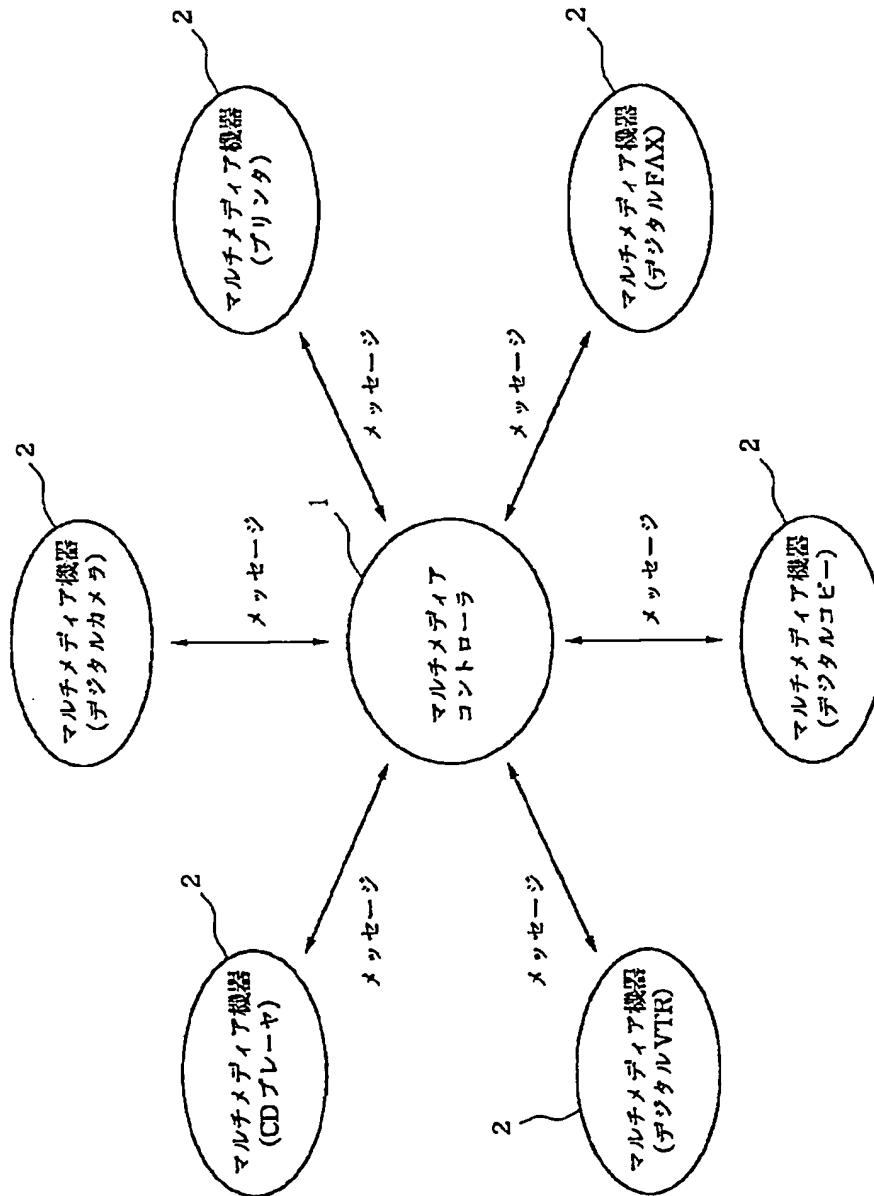 2
マルチメディア機器
(デジタルカメラ)
2
マルチメディア機器
(CDプレーヤ)
2
マルチメディア機器
(プリンタ)
メッセージ
メッセージ
メッセージ
1
マルチメディア
コントローラ
メッセージ
メッセージ
メッセージ
2
マルチメディア機器
(デジタルVTR)
2
マルチメディア機器
(デジタルFAX)
2
マルチメディア機器
(デジタルコピー)